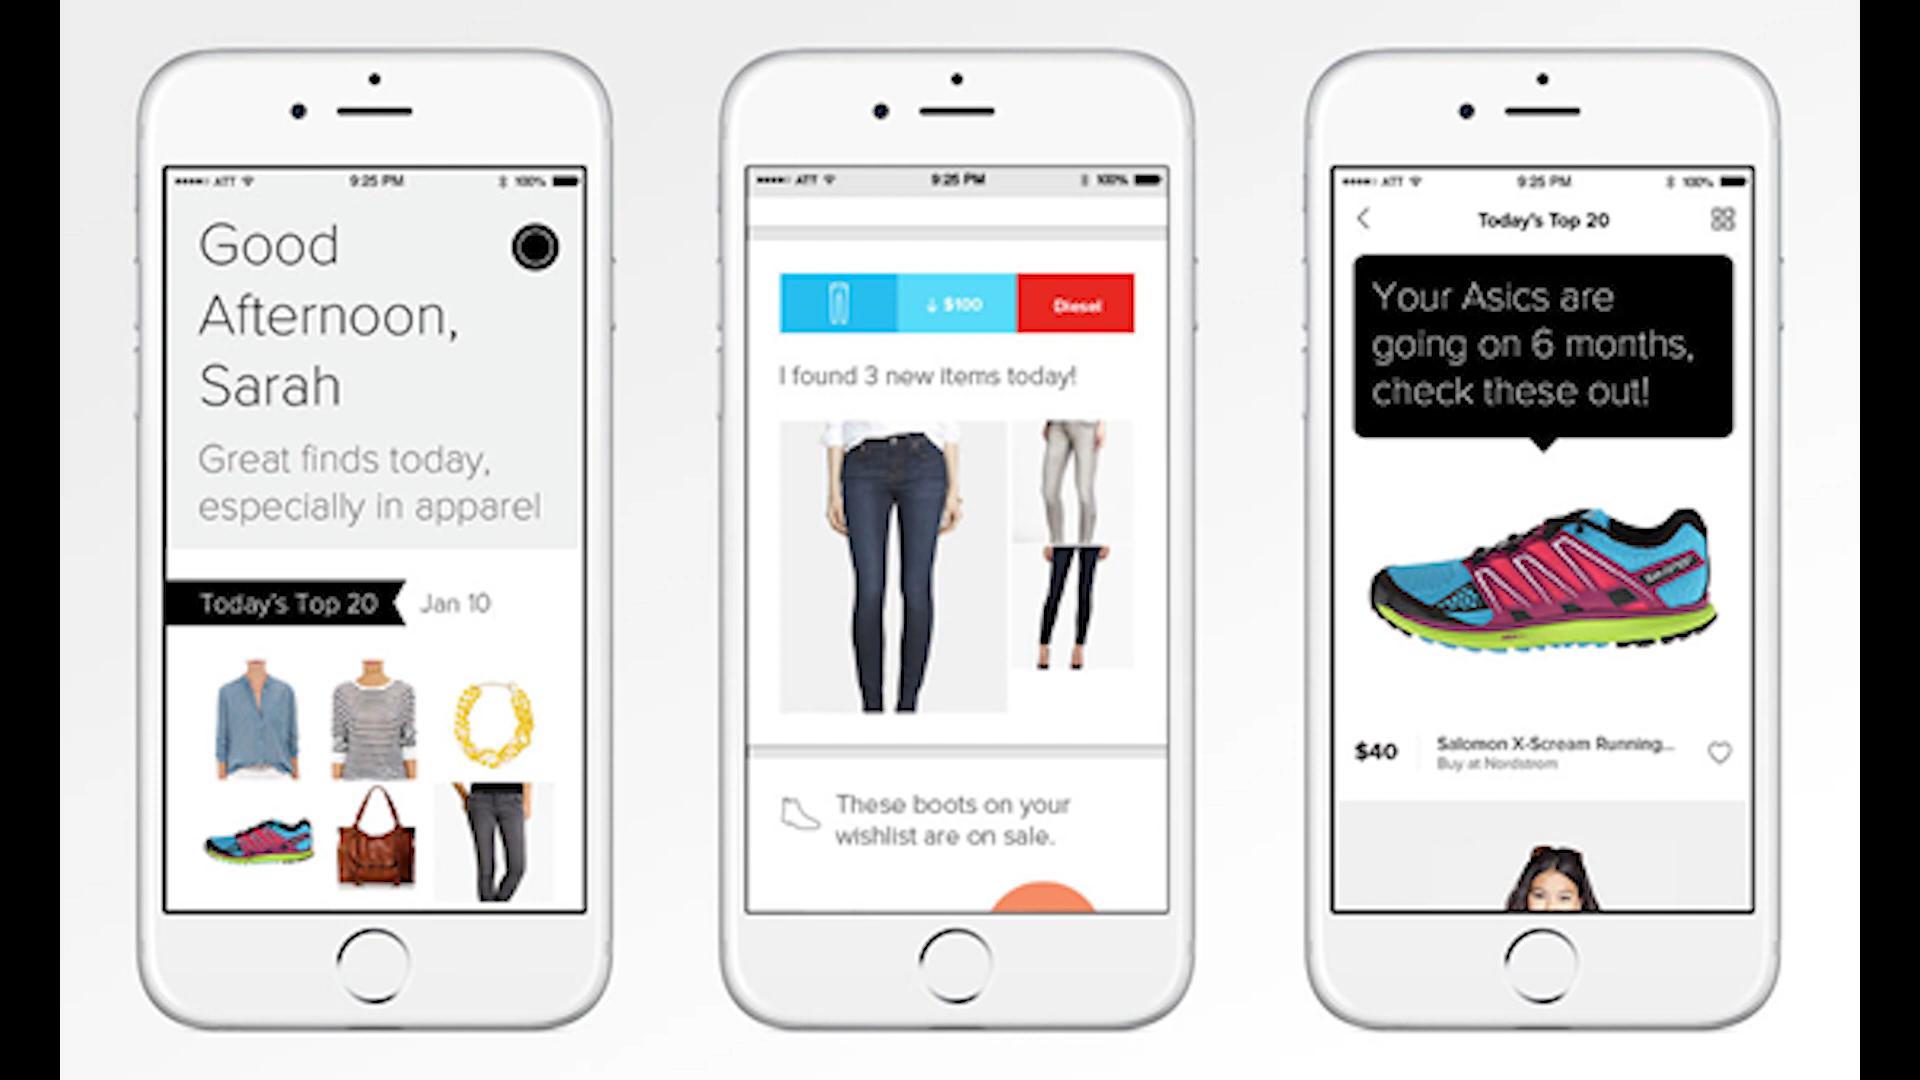 ATT
9:25 PM
100%
Good
Afternoon,
Sarah
Great finds today,
especially in apparel
Today's Top 20
Jan 10
ATT
9:25 PM
100%
↓ $100
Diesel
I found 3 new items today!
These boots on your
wishlist are on sale.
ATT
9:25 PM
100%
Today's Top 20
Your Asics are
going on 6 months,
check these out!
$40
Salomon X-Scream Running...
Buy at Nordstrom